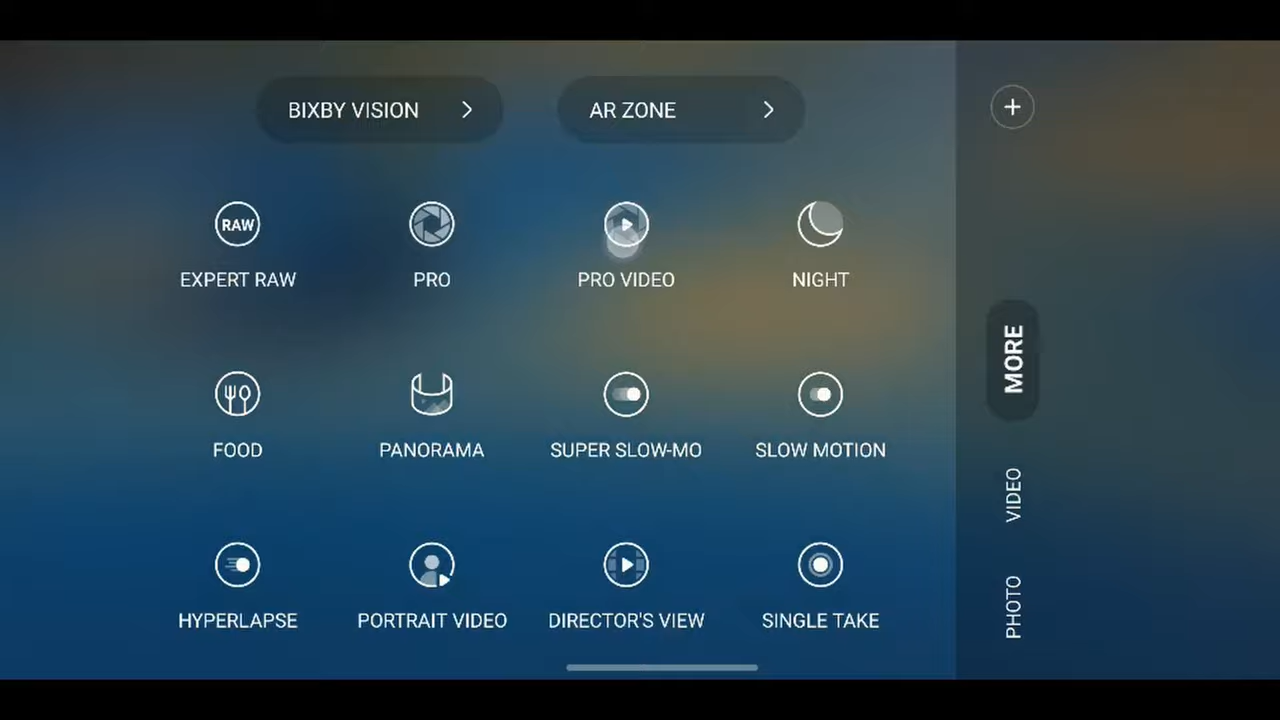 BIXBY VISION
AR ZONE
RAW
EXPERT RAW
PRO
PRO VIDEO
NIGHT
FOOD
PANORAMA
SUPER SLOW-MO
SLOW MOTION
HYPERLAPSE
PORTRAIT VIDEO
DIRECTOR'S VIEW
SINGLE TAKE
MORE
VIDEO
PHOTO